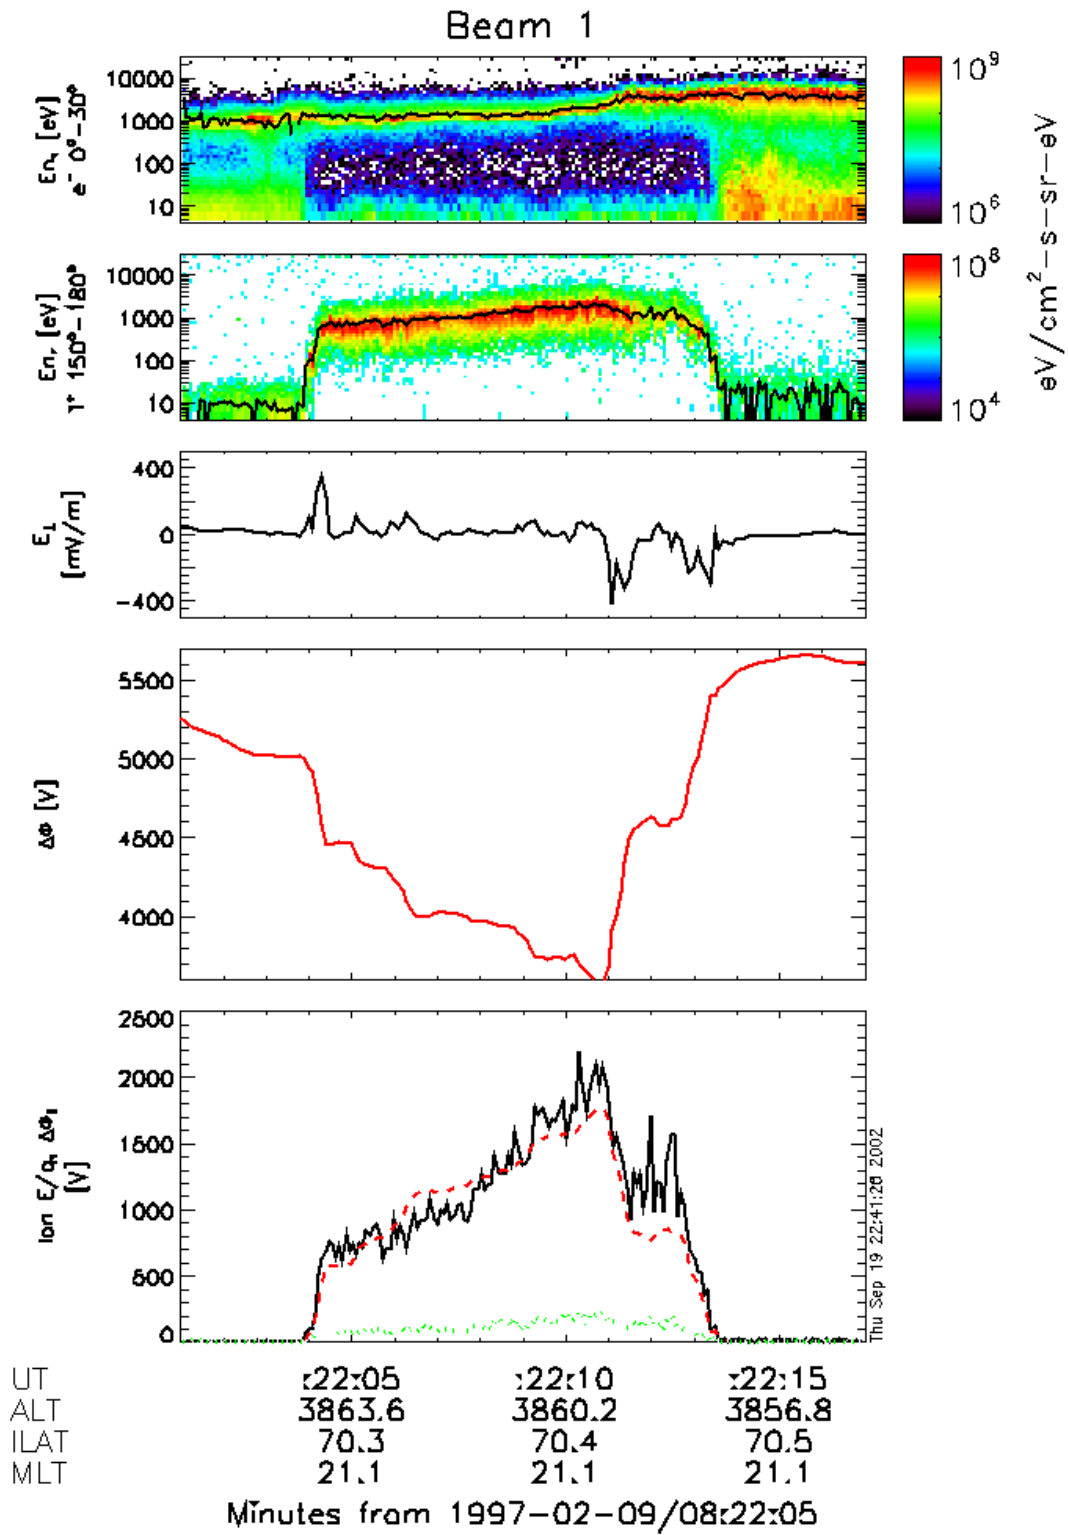 Beam 1
10000
1000
100
10
En. [eV]
e⁻ 0°-30°
10⁹
10⁶
10000
1000
100
10
En. [eV]
150°-180°
10⁸
10⁴
eV/cm²-s-sr-eV
400
0
-400
E⊥
[mV/m]
5500
5000
4500
4000
ΔΦ [V]
2500
2000
1500
1000
500
0
Ion E/q, ΔΦ∥
[V]
Thu Sep 19 22:41:20 2002
UT :22:05 :22:10 :22:15
ALT 3863.6 3860.2 3856.8
ILAT 70.3 70.4 70.5
MLT 21.1 21.1 21.1
Minutes from 1997-02-09/08:22:05